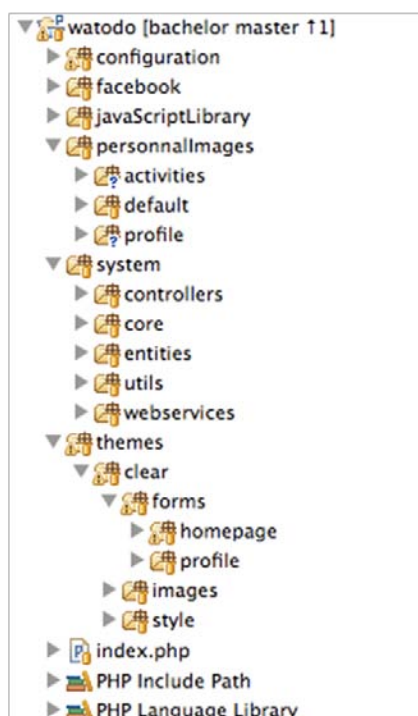 watodo [bachelor master ↑1]
configuration
facebook
javaScriptLibrary
personnalImages
activities
default
profile
system
controllers
core
entities
utils
webservices
themes
clear
forms
homepage
profile
images
style
index.php
PHP Include Path
PHP Language Library